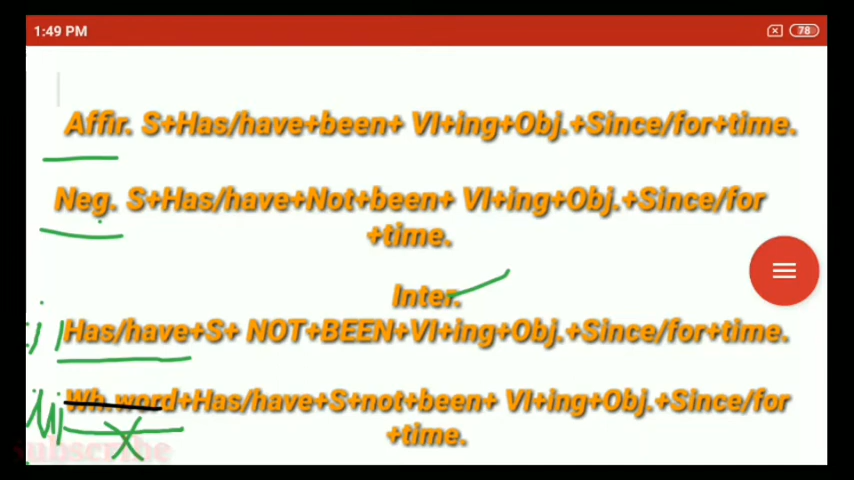 1:49 PM
78
Affir. S+Has/have+been+ VI+ing+Obj.+Since/for+time.
Neg. S+Has/have+Not+been+ VI+ing+Obj.+Since/for
+time.
Inter.
i) Has/have+S+ NOT+BEEN+VI+ing+Obj.+Since/for+time.
ii) Wh.word+Has/have+S+not+been+ VI+ing+Obj.+Since/for
+time.
subscribe